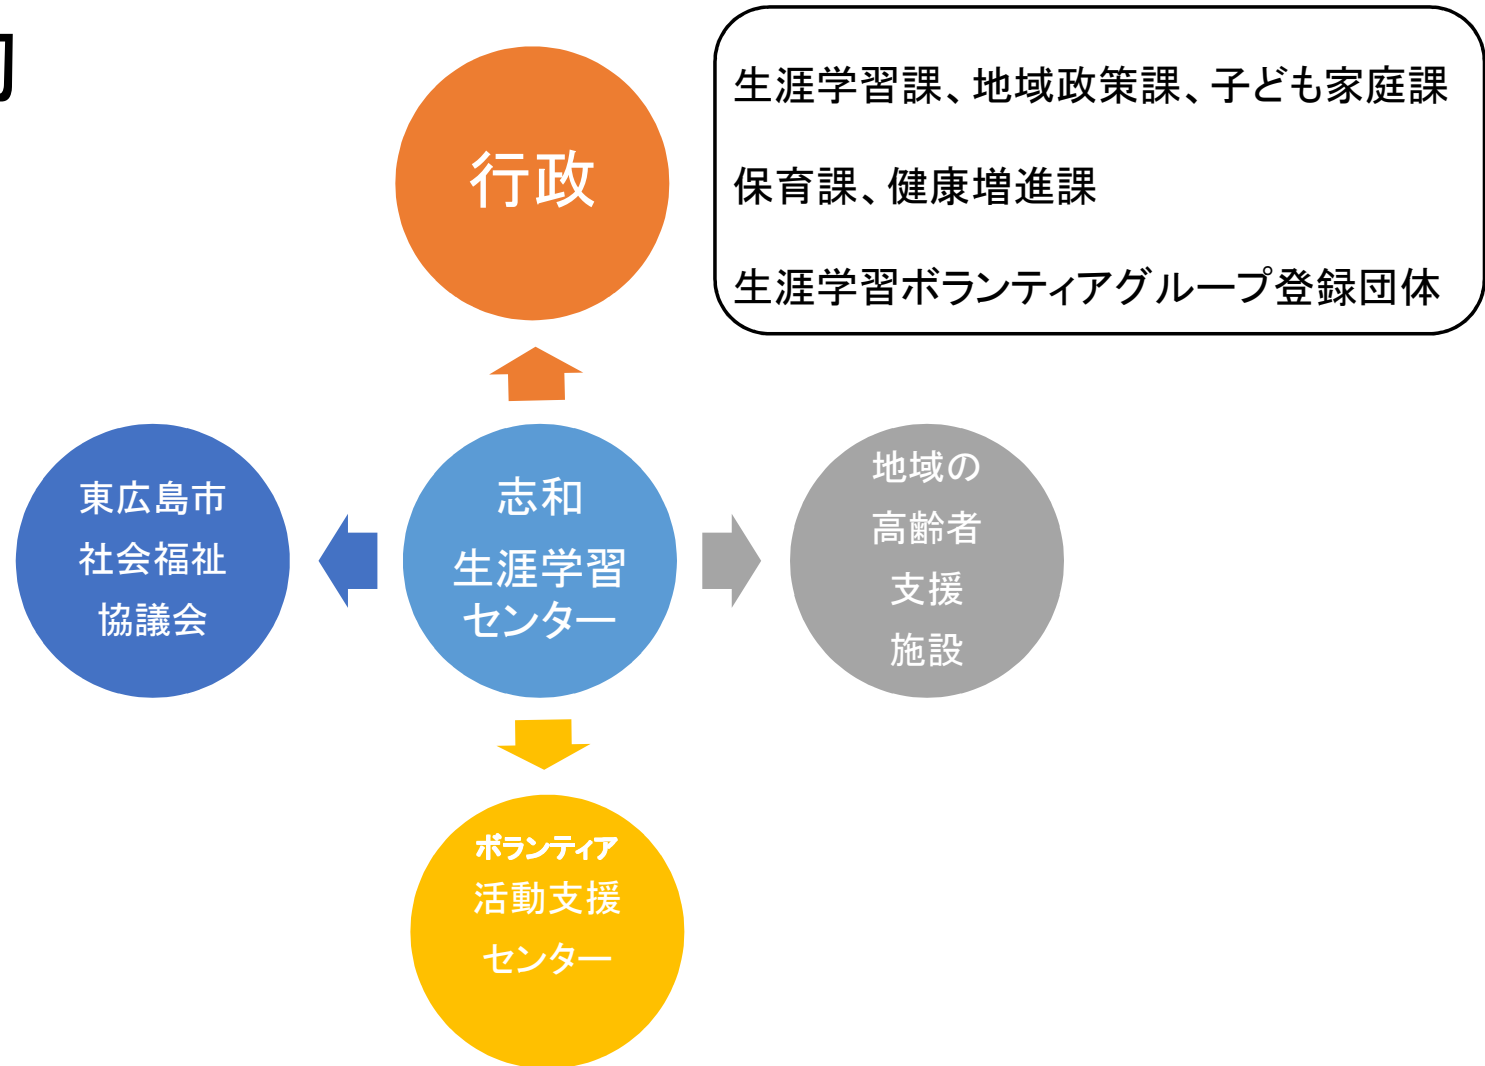 行政
生涯学習課、地域政策課、子ども家庭課
保育課、健康増進課
生涯学習ボランティアグループ登録団体
東広島市
社会福祉
協議会
志和
生涯学習
センター
地域の
高齢者
支援
施設
ボランティア
活動支援
センター